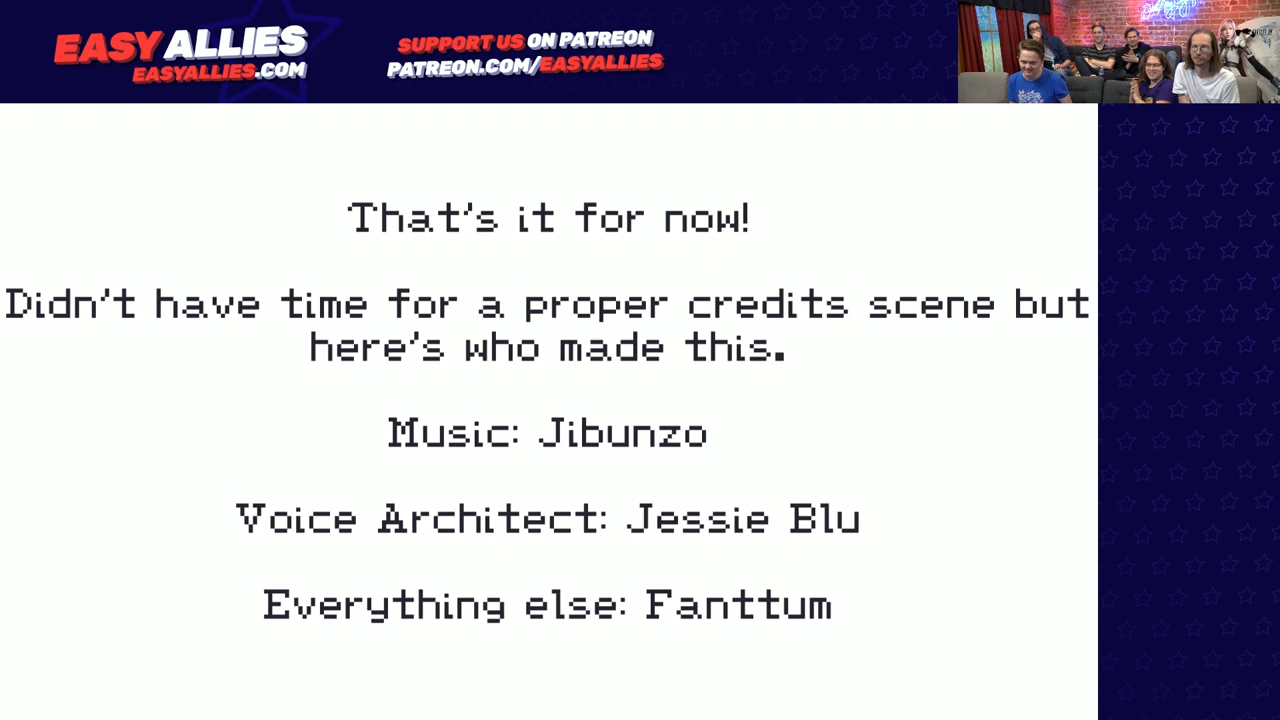 EASY ALLIES
EASYALLIES.COM
SUPPORT US ON PATREON
PATREON.COM/EASYALLIES
That's it for now!
Didn't have time for a proper credits scene but
here's who made this.
Music: Jibunzo
Voice Architect: Jessie Blu
Everything else: Fanttum